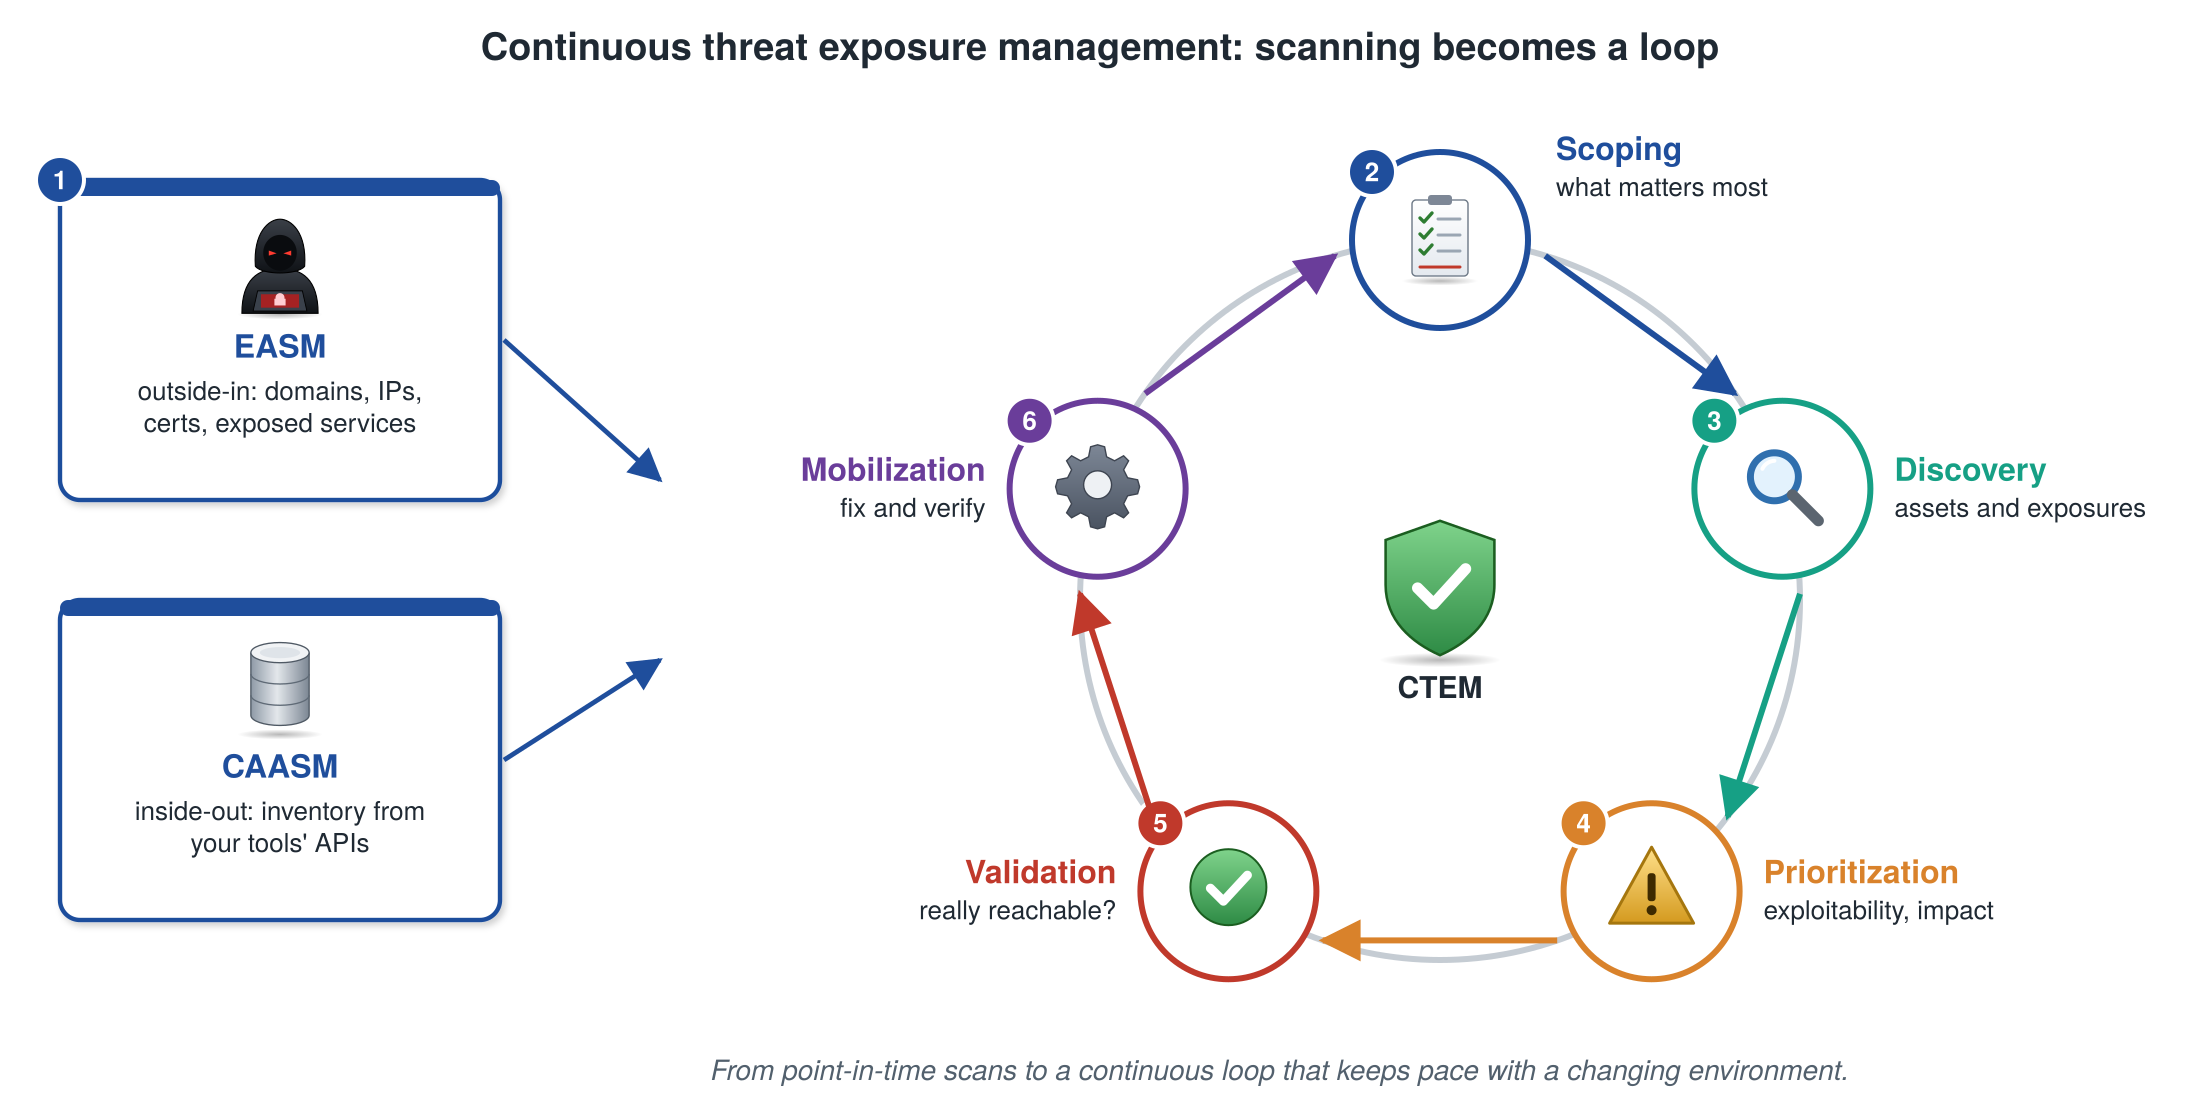 Continuous threat exposure management: scanning becomes a loop
1
EASM
outside-in: domains, IPs,
certs, exposed services
CAASM
inside-out: inventory from
your tools' APIs
2
Scoping
what matters most
3
Discovery
assets and exposures
4
Prioritization
exploitability, impact
5
Validation
really reachable?
6
Mobilization
fix and verify
CTEM
From point-in-time scans to a continuous loop that keeps pace with a changing environment.